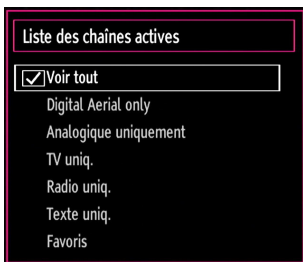 Liste des chaînes actives
Voir tout
Digital Aerial only
Analogique uniquement
TV uniq.
Radio uniq.
Texte uniq.
Favoris